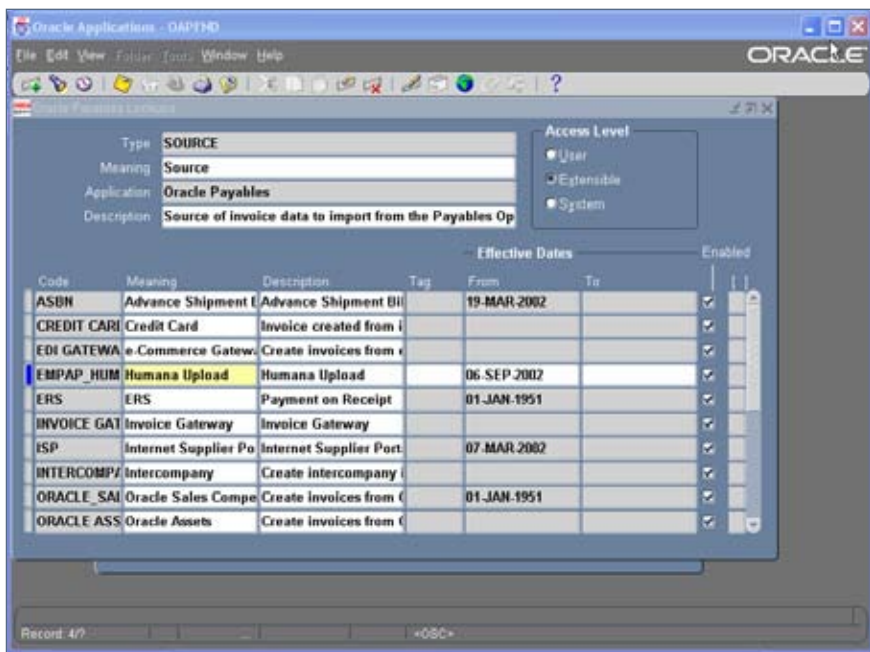 Oracle Applications - OAPFND
File Edit View Folder Tools Window Help
ORACLE
?
Oracle Payables Lookups
Type SOURCE
Meaning Source
Application Oracle Payables
Description Source of invoice data to import from the Payables Op
Access Level
User
Extensible
System
Effective Dates
Enabled
Code Meaning Description Tag From To [ ]
ASBN Advance Shipment B Advance Shipment Bil 19-MAR-2002
CREDIT CARI Credit Card Invoice created from i
EDI GATEWA e-Commerce Gatew. Create invoices from
EMPAP_HUM Humana Upload Humana Upload 06-SEP-2002
ERS ERS Payment on Receipt 01-JAN-1951
INVOICE GAT Invoice Gateway Invoice Gateway
ISP Internet Supplier Po Internet Supplier Port 07-MAR-2002
INTERCOMPA Intercompany Create intercompany i
ORACLE_SAL Oracle Sales Compe Create invoices from 01-JAN-1951
ORACLE ASS Oracle Assets Create invoices from
Record: 4/? ... <OSC>